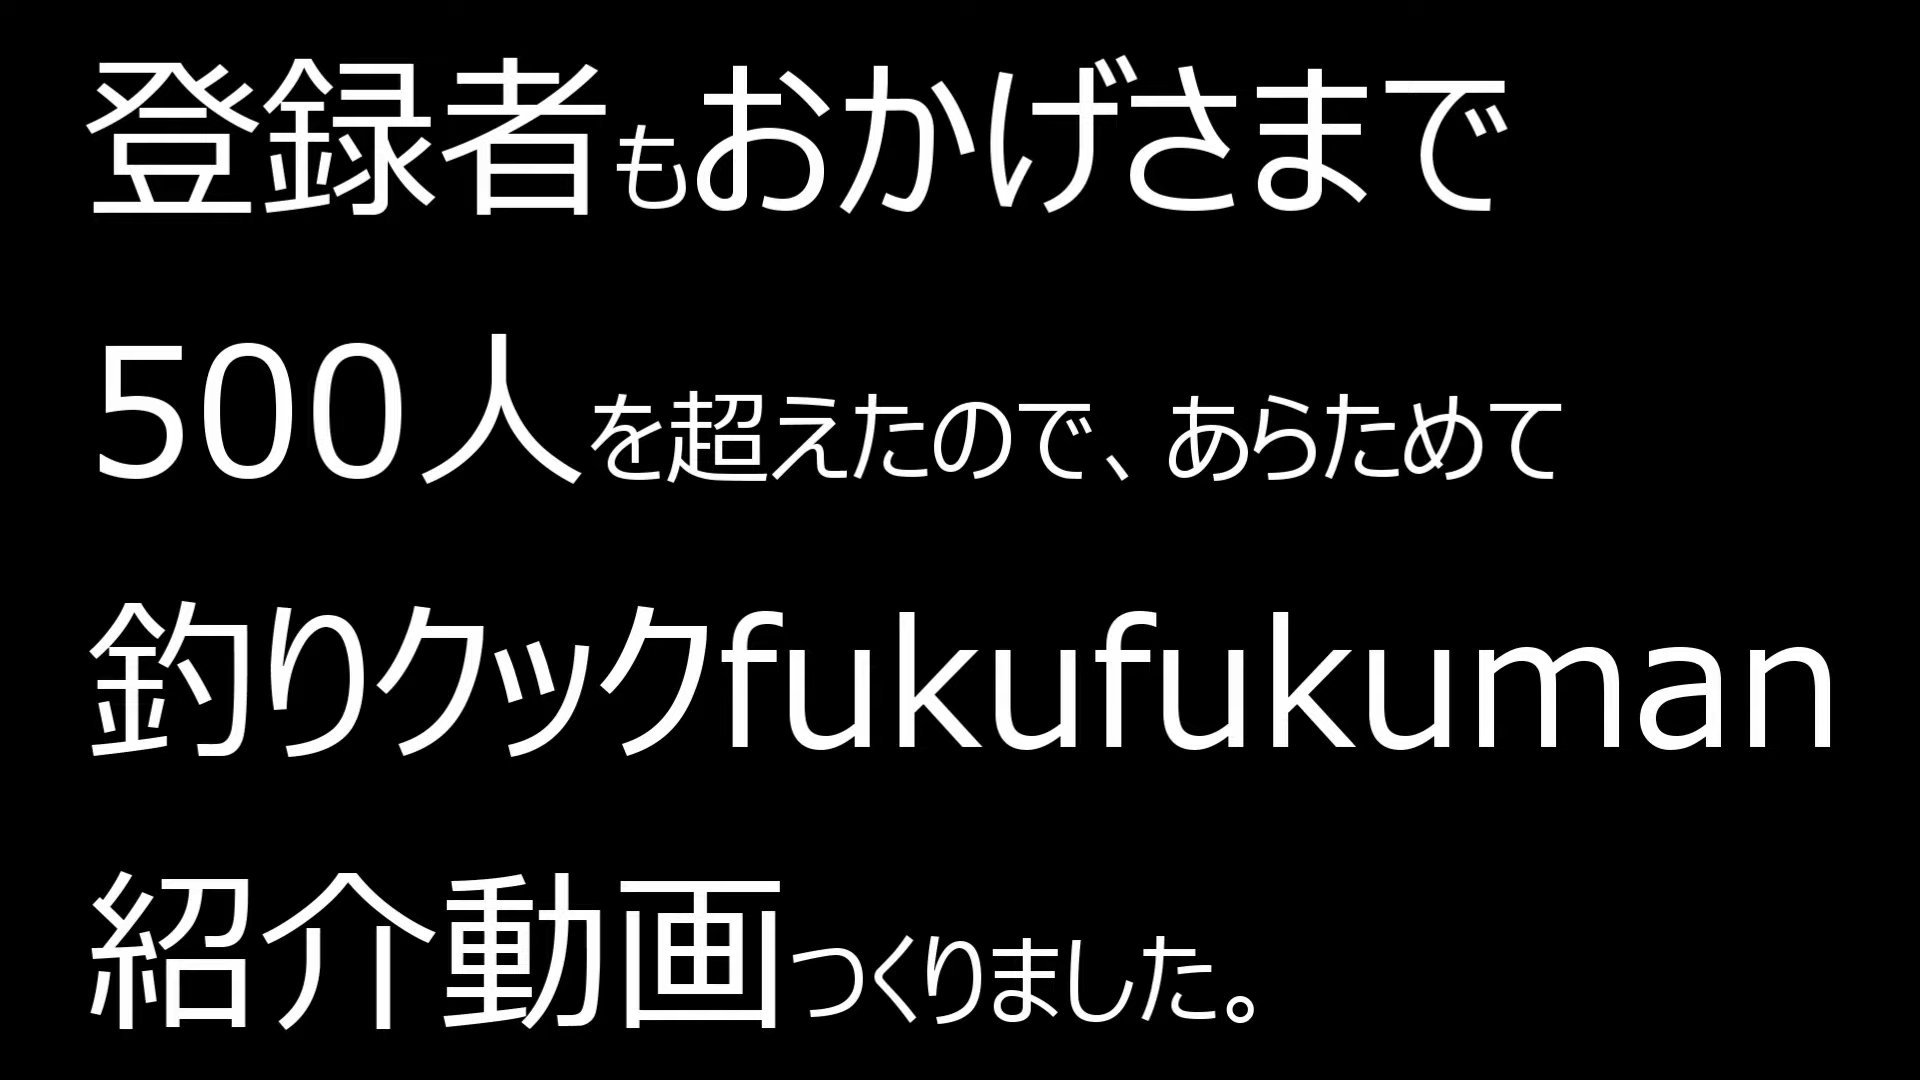 登録者もおかげさまで
500人を超えたので、あらためて
釣りクックfukufukuman
紹介動画つくりました。